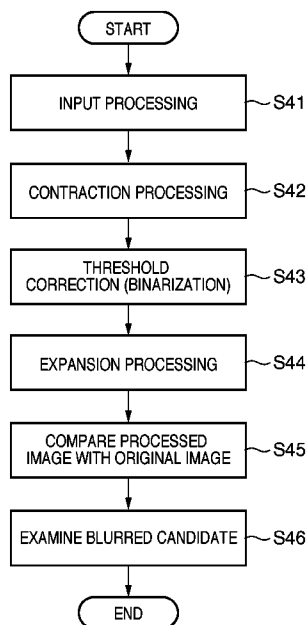 START
INPUT PROCESSING
S41
CONTRACTION PROCESSING
S42
THRESHOLD
CORRECTION (BINARIZATION)
S43
EXPANSION PROCESSING
S44
COMPARE PROCESSED
IMAGE WITH ORIGINAL IMAGE
S45
EXAMINE BLURRED CANDIDATE
S46
END